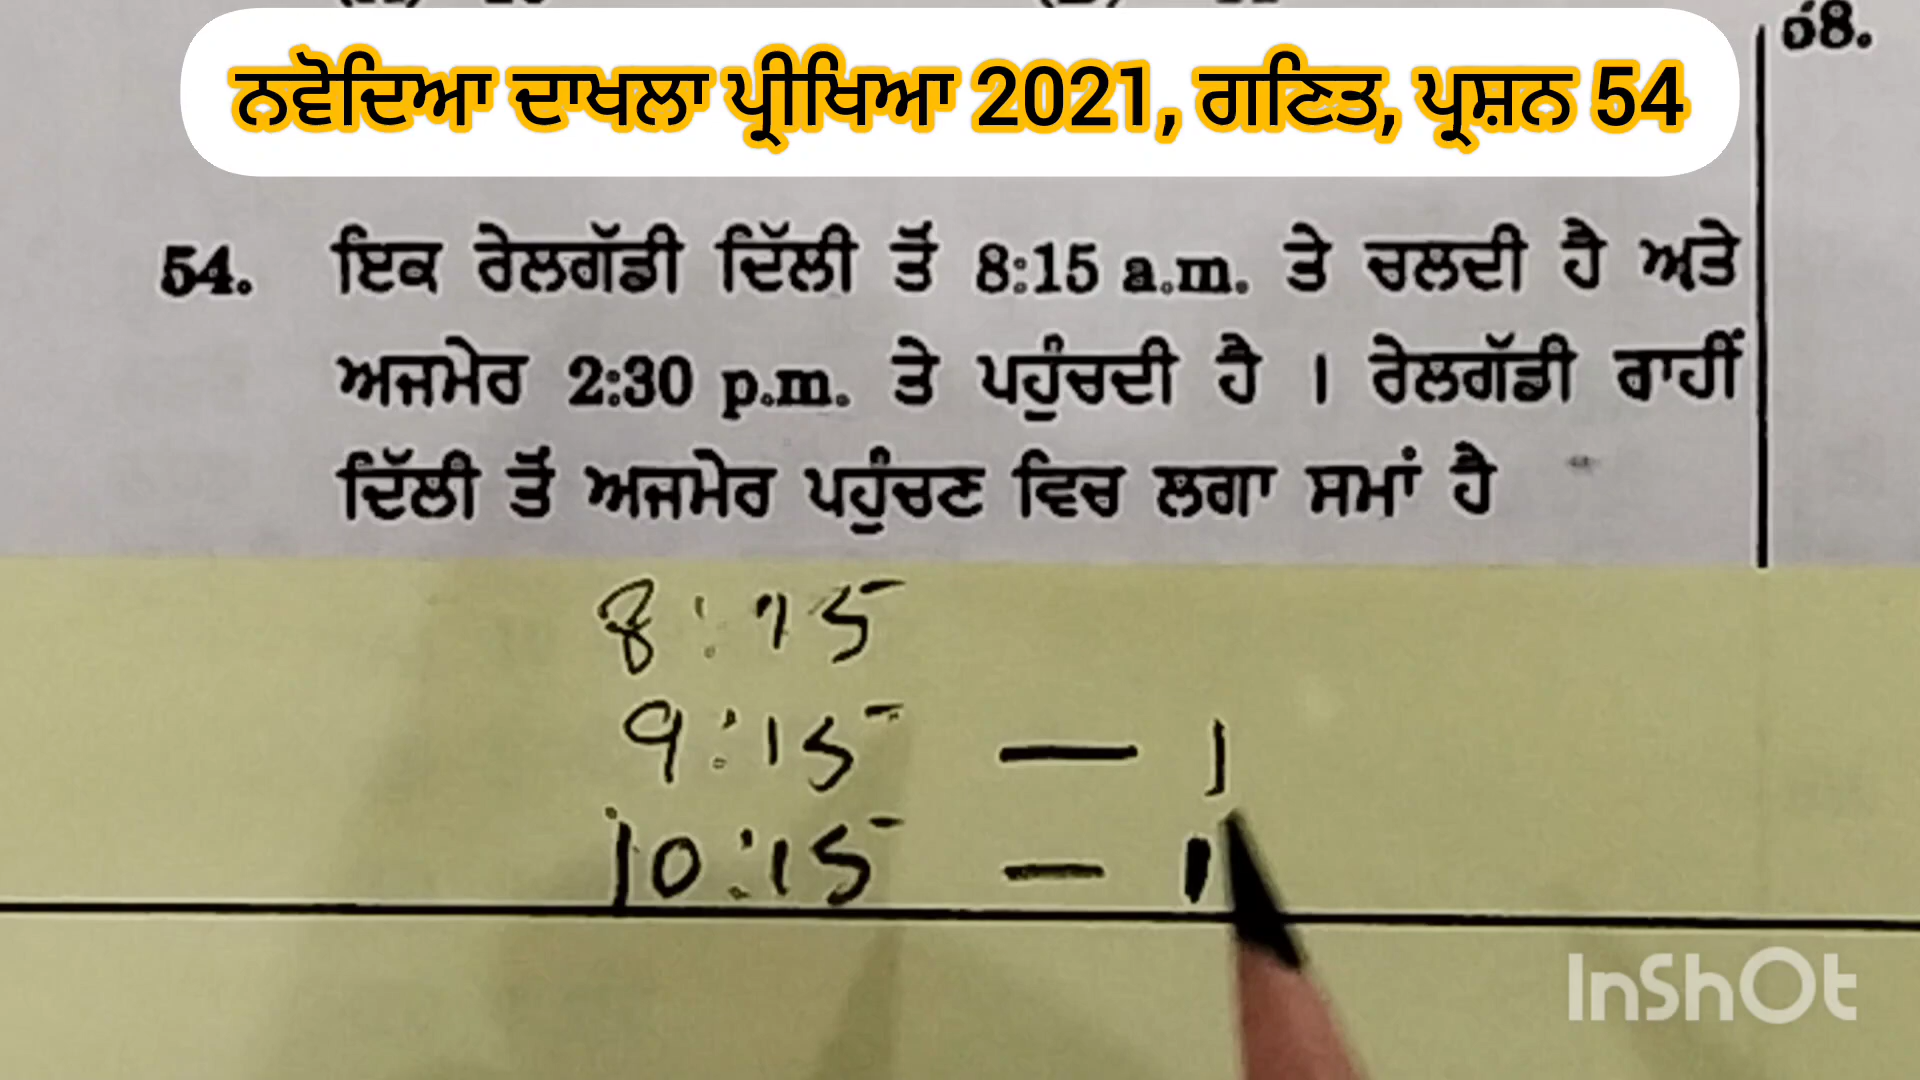 ਨਵੋਦਿਆ ਦਾਖਲਾ ਪ੍ਰੀਖਿਆ 2021, ਗਣਿਤ, ਪ੍ਰਸ਼ਨ 54
68.
54. ਇਕ ਰੇਲਗੱਡੀ ਦਿੱਲੀ ਤੋਂ 8:15 a.m. ਤੇ ਚਲਦੀ ਹੈ ਅਤੇ
ਅਜਮੇਰ 2:30 p.m. ਤੇ ਪਹੁੰਚਦੀ ਹੈ । ਰੇਲਗੱਡੀ ਰਾਹੀਂ
ਦਿੱਲੀ ਤੋਂ ਅਜਮੇਰ ਪਹੁੰਚਣ ਵਿਚ ਲਗਾ ਸਮਾਂ ਹੈ
8:15
9:15 — 1
10:15 — 1
InShOt